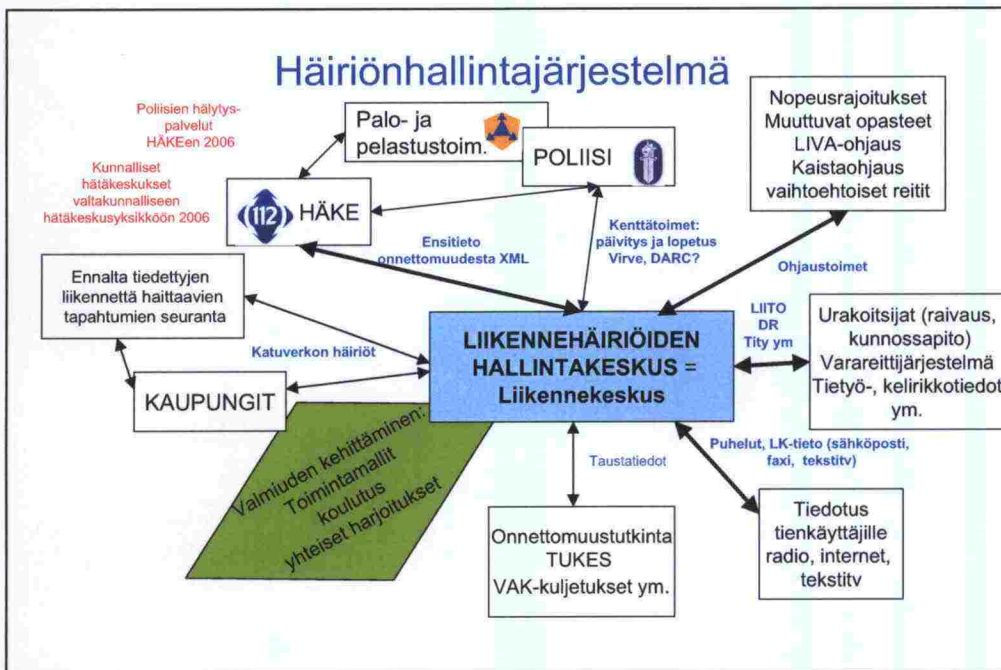 Häiriönhallintajärjestelmä
Poliisien hälytys-
palvelut
HÄKEen 2006
Kunnalliset
hätäkeskukset
valtakunnalliseen
hätäkeskusyksikköön 2006
Palo- ja
pelastustoim.
POLIISI
112
HÄKE
Nopeusrajoitukset
Muuttuvat opasteet
LIVA-ohjaus
Kaistaohjaus
vaihtoehtoiset reitit
Ensitieto
onnettomuudesta XML
Kenttätoimet:
päivitys ja lopetus
Virve, DARC?
Ohjaustoimet
Ennalta tiedettyjen
liikennettä haittaavien
tapahtumien seuranta
Katuverkon häiriöt
KAUPUNGIT
LIIKENNEHÄIRIÖIDEN
HALLINTAKESKUS =
Liikennekeskus
LIITO
DR
Tity ym
Urakoitsijat (raivaus,
kunnossapito)
Varareittijärjestelmä
Tietyö-, kelirikkotiedot
ym.
Valmiuden kehittäminen:
Toimintamallit
koulutus
yhteiset harjoitukset
Taustatiedot
Puhelut, LK-tieto (sähköposti,
faxi, tekstitv)
Onnettomuustutkinta
TUKES
VAK-kuljetukset ym.
Tiedotus
tienkäyttäjille
radio, internet,
tekstitv